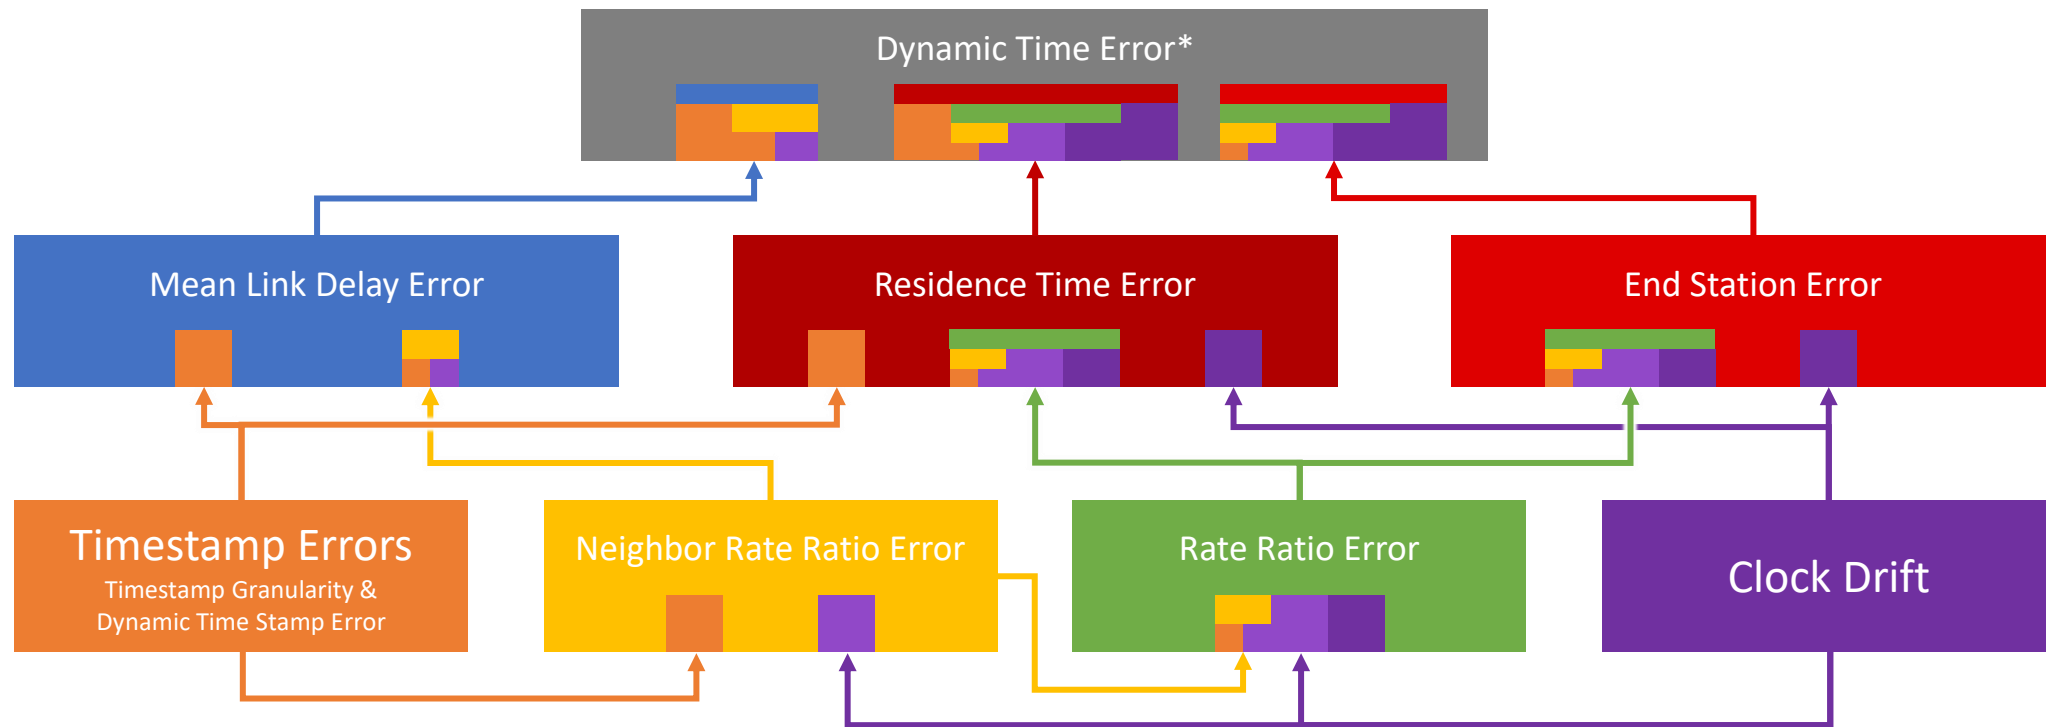 Dynamic Time Error*
Mean Link Delay Error
Residence Time Error
End Station Error
Timestamp Errors
Timestamp Granularity &
Dynamic Time Stamp Error
Neighbor Rate Ratio Error
Rate Ratio Error
Clock Drift